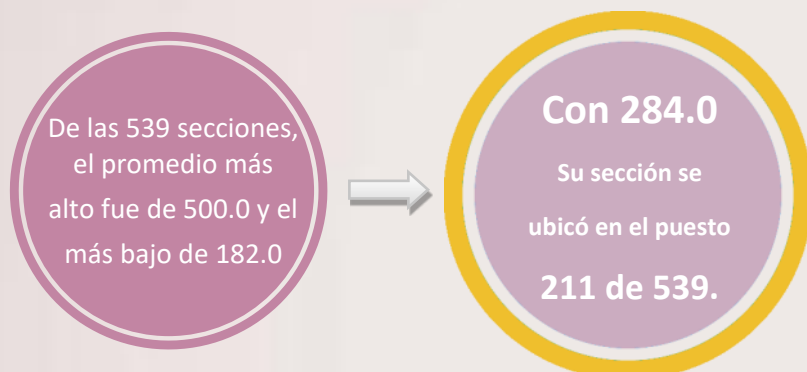 De las 539 secciones,
el promedio más
alto fue de 500.0 y el
más bajo de 182.0
Con 284.0
Su sección se
ubicó en el puesto
211 de 539.